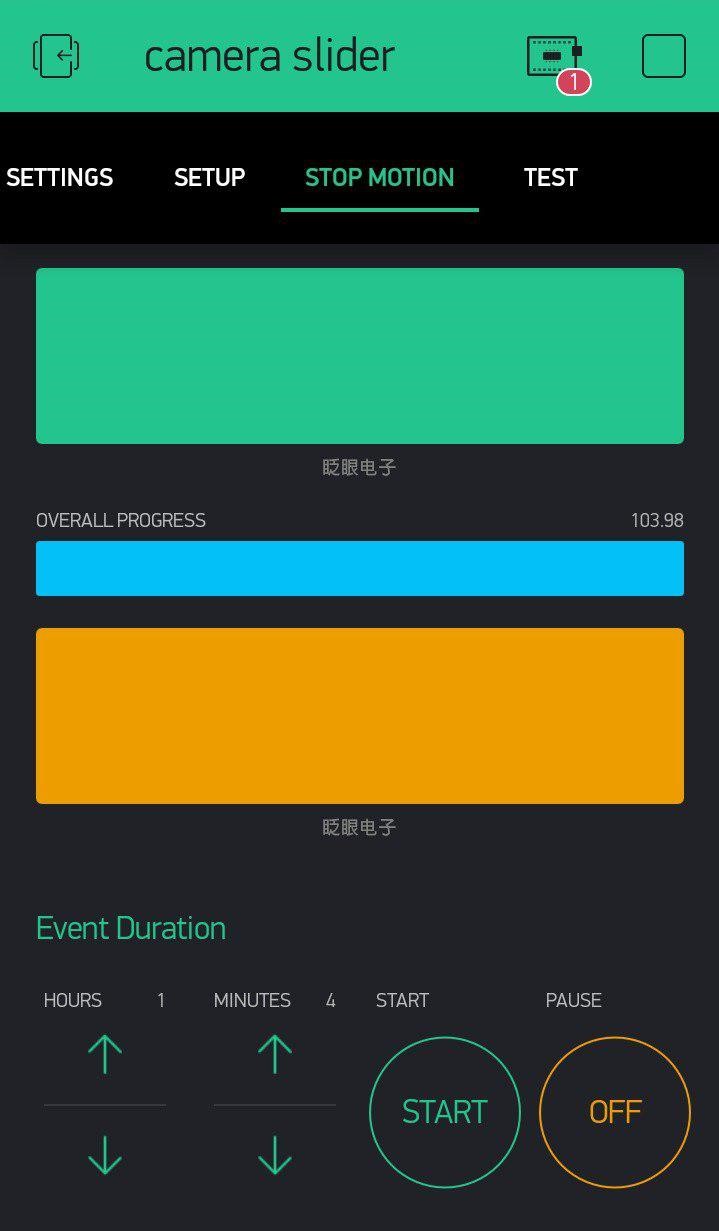 camera slider
1
SETTINGS SETUP STOP MOTION TEST
眨眼电子
OVERALL PROGRESS 103.98
眨眼电子
Event Duration
HOURS 1 MINUTES 4 START PAUSE
START OFF